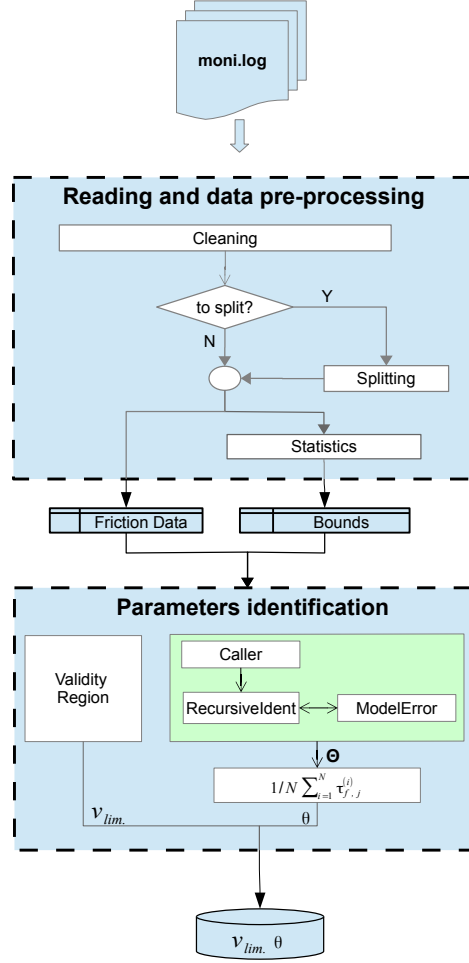 moni.log
Reading and data pre-processing
Cleaning
to split?
Y
N
Splitting
Statistics
Friction Data
Bounds
Parameters identification
Validity
Region
Caller
RecursiveIdent
ModelError
Θ
1/N ∑_{i=1}^{N} τ_{f,j}^{(i)}
v_{lim.}
θ
v_{lim.} θ